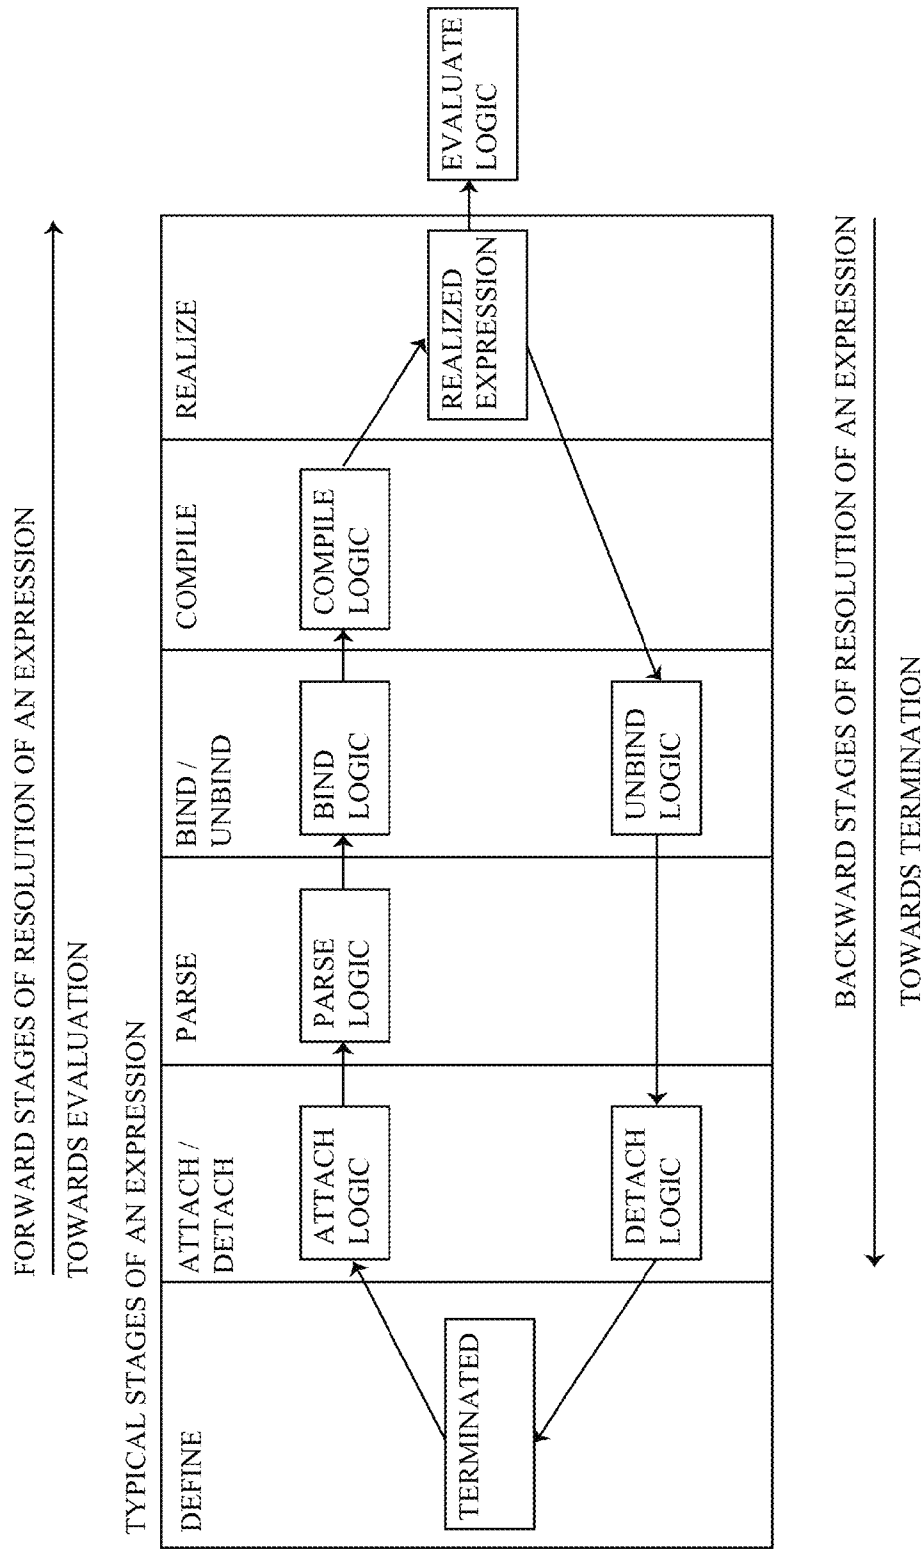 FORWARD STAGES OF RESOLUTION OF AN EXPRESSION
TOWARDS EVALUATION
TYPICAL STAGES OF AN EXPRESSION
DEFINE
ATTACH /
DETACH
PARSE
BIND /
UNBIND
COMPILE
REALIZE
TERMINATED
ATTACH
LOGIC
PARSE
LOGIC
BIND
LOGIC
COMPILE
LOGIC
REALIZED
EXPRESSION
EVALUATE
LOGIC
DETACH
LOGIC
UNBIND
LOGIC
BACKWARD STAGES OF RESOLUTION OF AN EXPRESSION
TOWARDS TERMINATION